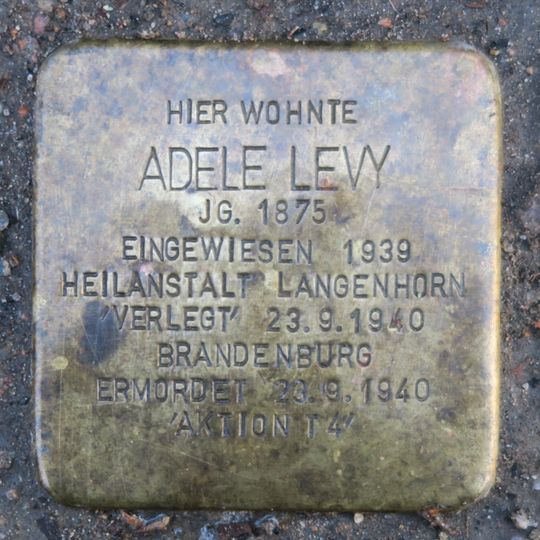 HIER WOHNTE
ADELE LEVY
JG. 1875
EINGEWIESEN 1939
HEILANSTALT LANGENHORN
'VERLEGT' 23.9.1940
BRANDENBURG
ERMORDET 23.9.1940
'AKTION T4'